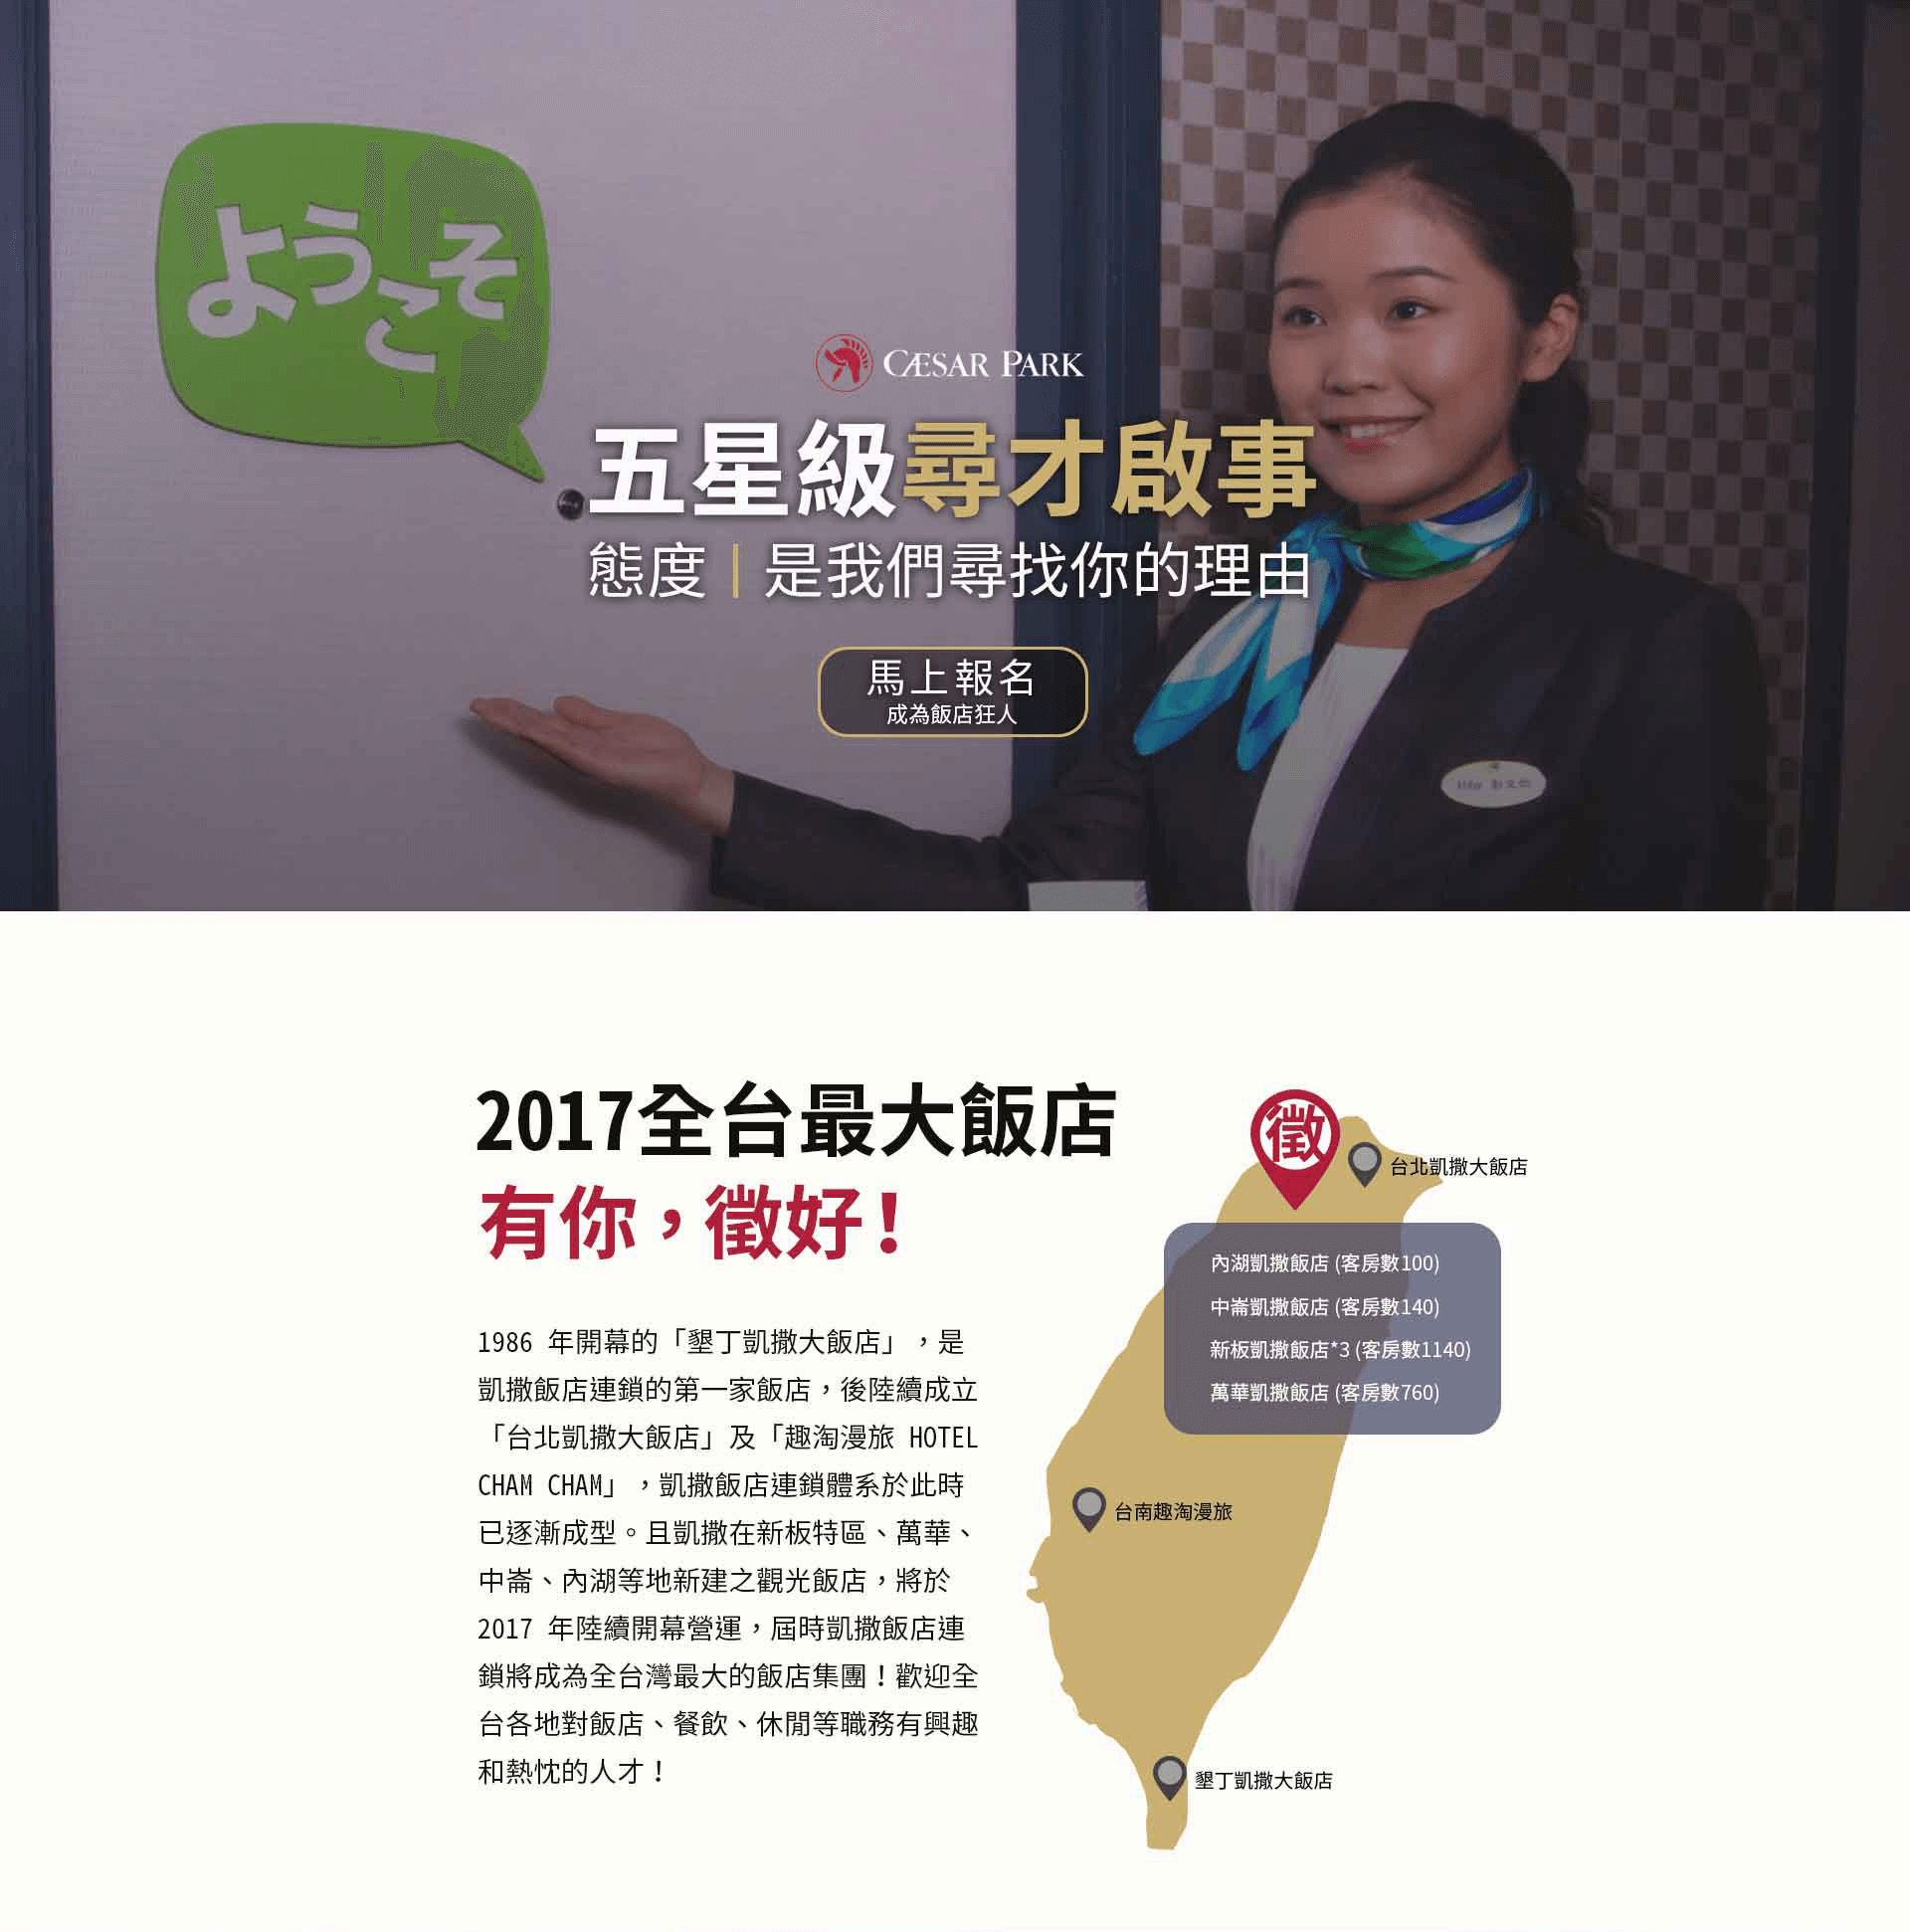 ようこそ
CÆSAR PARK
五星級尋才啟事
態度｜是我們尋找你的理由
馬上報名
成為飯店狂人
2017全台最大飯店
有你，徵好！
1986 年開幕的「墾丁凱撒大飯店」，是
凱撒飯店連鎖的第一家飯店，後陸續成立
「台北凱撒大飯店」及「趣淘漫旅 HOTEL
CHAM CHAM」，凱撒飯店連鎖體系於此時
已逐漸成型。且凱撒在新板特區、萬華、
中崙、內湖等地新建之觀光飯店，將於
2017 年陸續開幕營運，屆時凱撒飯店連
鎖將成為全台灣最大的飯店集團！歡迎全
台各地對飯店、餐飲、休閒等職務有興趣
和熱忱的人才！
徵
台北凱撒大飯店
內湖凱撒飯店 (客房數100)
中崙凱撒飯店 (客房數140)
新板凱撒飯店*3 (客房數1140)
萬華凱撒飯店 (客房數760)
台南趣淘漫旅
墾丁凱撒大飯店